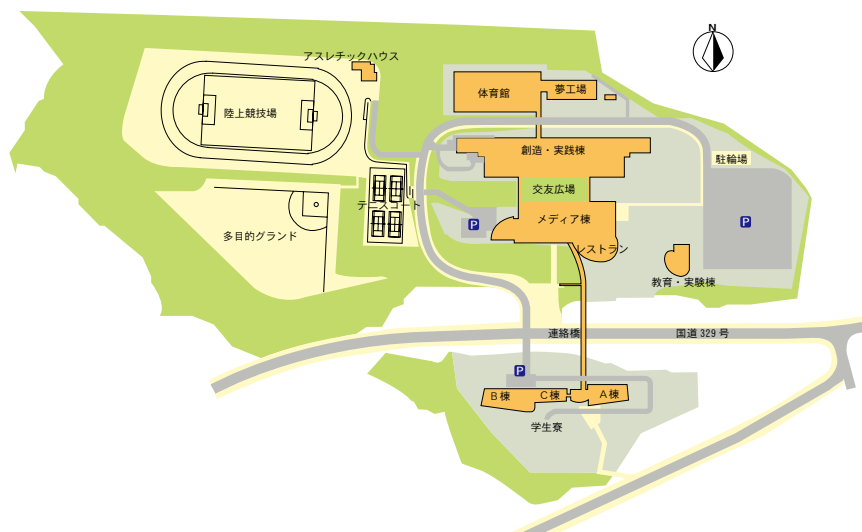 N
アスレチックハウス
体育館
夢工場
陸上競技場
創造・実践棟
駐輪場
交友広場
テニスコート
メディア棟
P
P
多目的グランド
レストラン
教育・実験棟
連絡橋
国道 329 号
P
B棟
C棟
A棟
学生寮